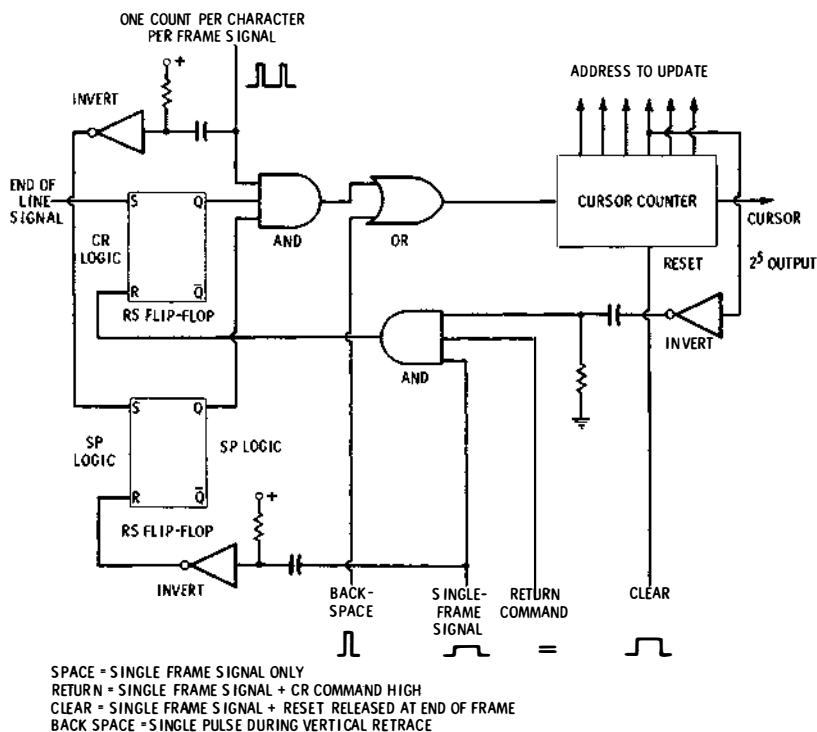 ONE COUNT PER CHARACTER
PER FRAME SIGNAL
+
ADDRESS TO UPDATE
INVERT
END OF
LINE
SIGNAL
S
Q
CR
LOGIC
R
Q̅
RS FLIP-FLOP
AND
OR
CURSOR COUNTER
CURSOR
RESET
2⁵ OUTPUT
INVERT
AND
S
Q
SP
LOGIC
SP LOGIC
R
Q̅
RS FLIP-FLOP
+
INVERT
BACK-
SPACE
SINGLE-
FRAME
SIGNAL
RETURN
COMMAND
=
CLEAR
SPACE = SINGLE FRAME SIGNAL ONLY
RETURN = SINGLE FRAME SIGNAL + CR COMMAND HIGH
CLEAR = SINGLE FRAME SIGNAL + RESET RELEASED AT END OF FRAME
BACK SPACE = SINGLE PULSE DURING VERTICAL RETRACE